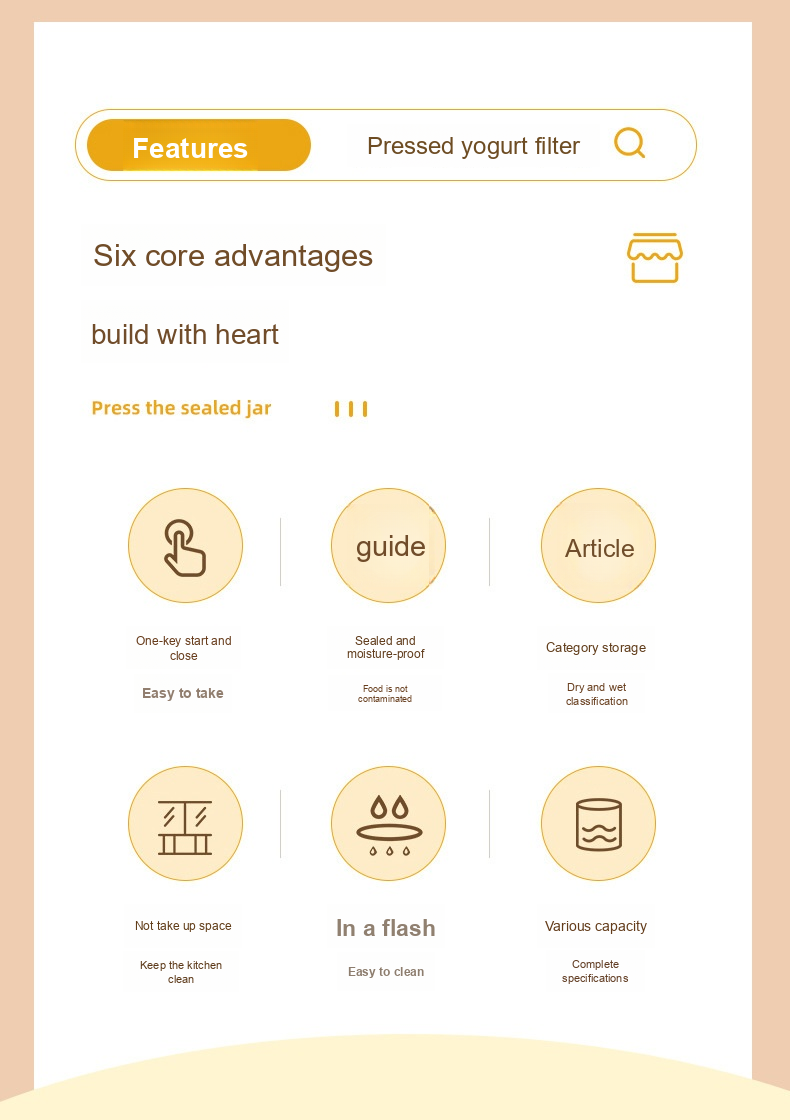 Features
Pressed yogurt filter
Six core advantages
build with heart
Press the sealed jar
guide
Article
One-key start and
close
Sealed and
moisture-proof
Category storage
Easy to take
Food is not
contaminated
Dry and wet
classification
Not take up space
In a flash
Various capacity
Keep the kitchen
clean
Easy to clean
Complete
specifications